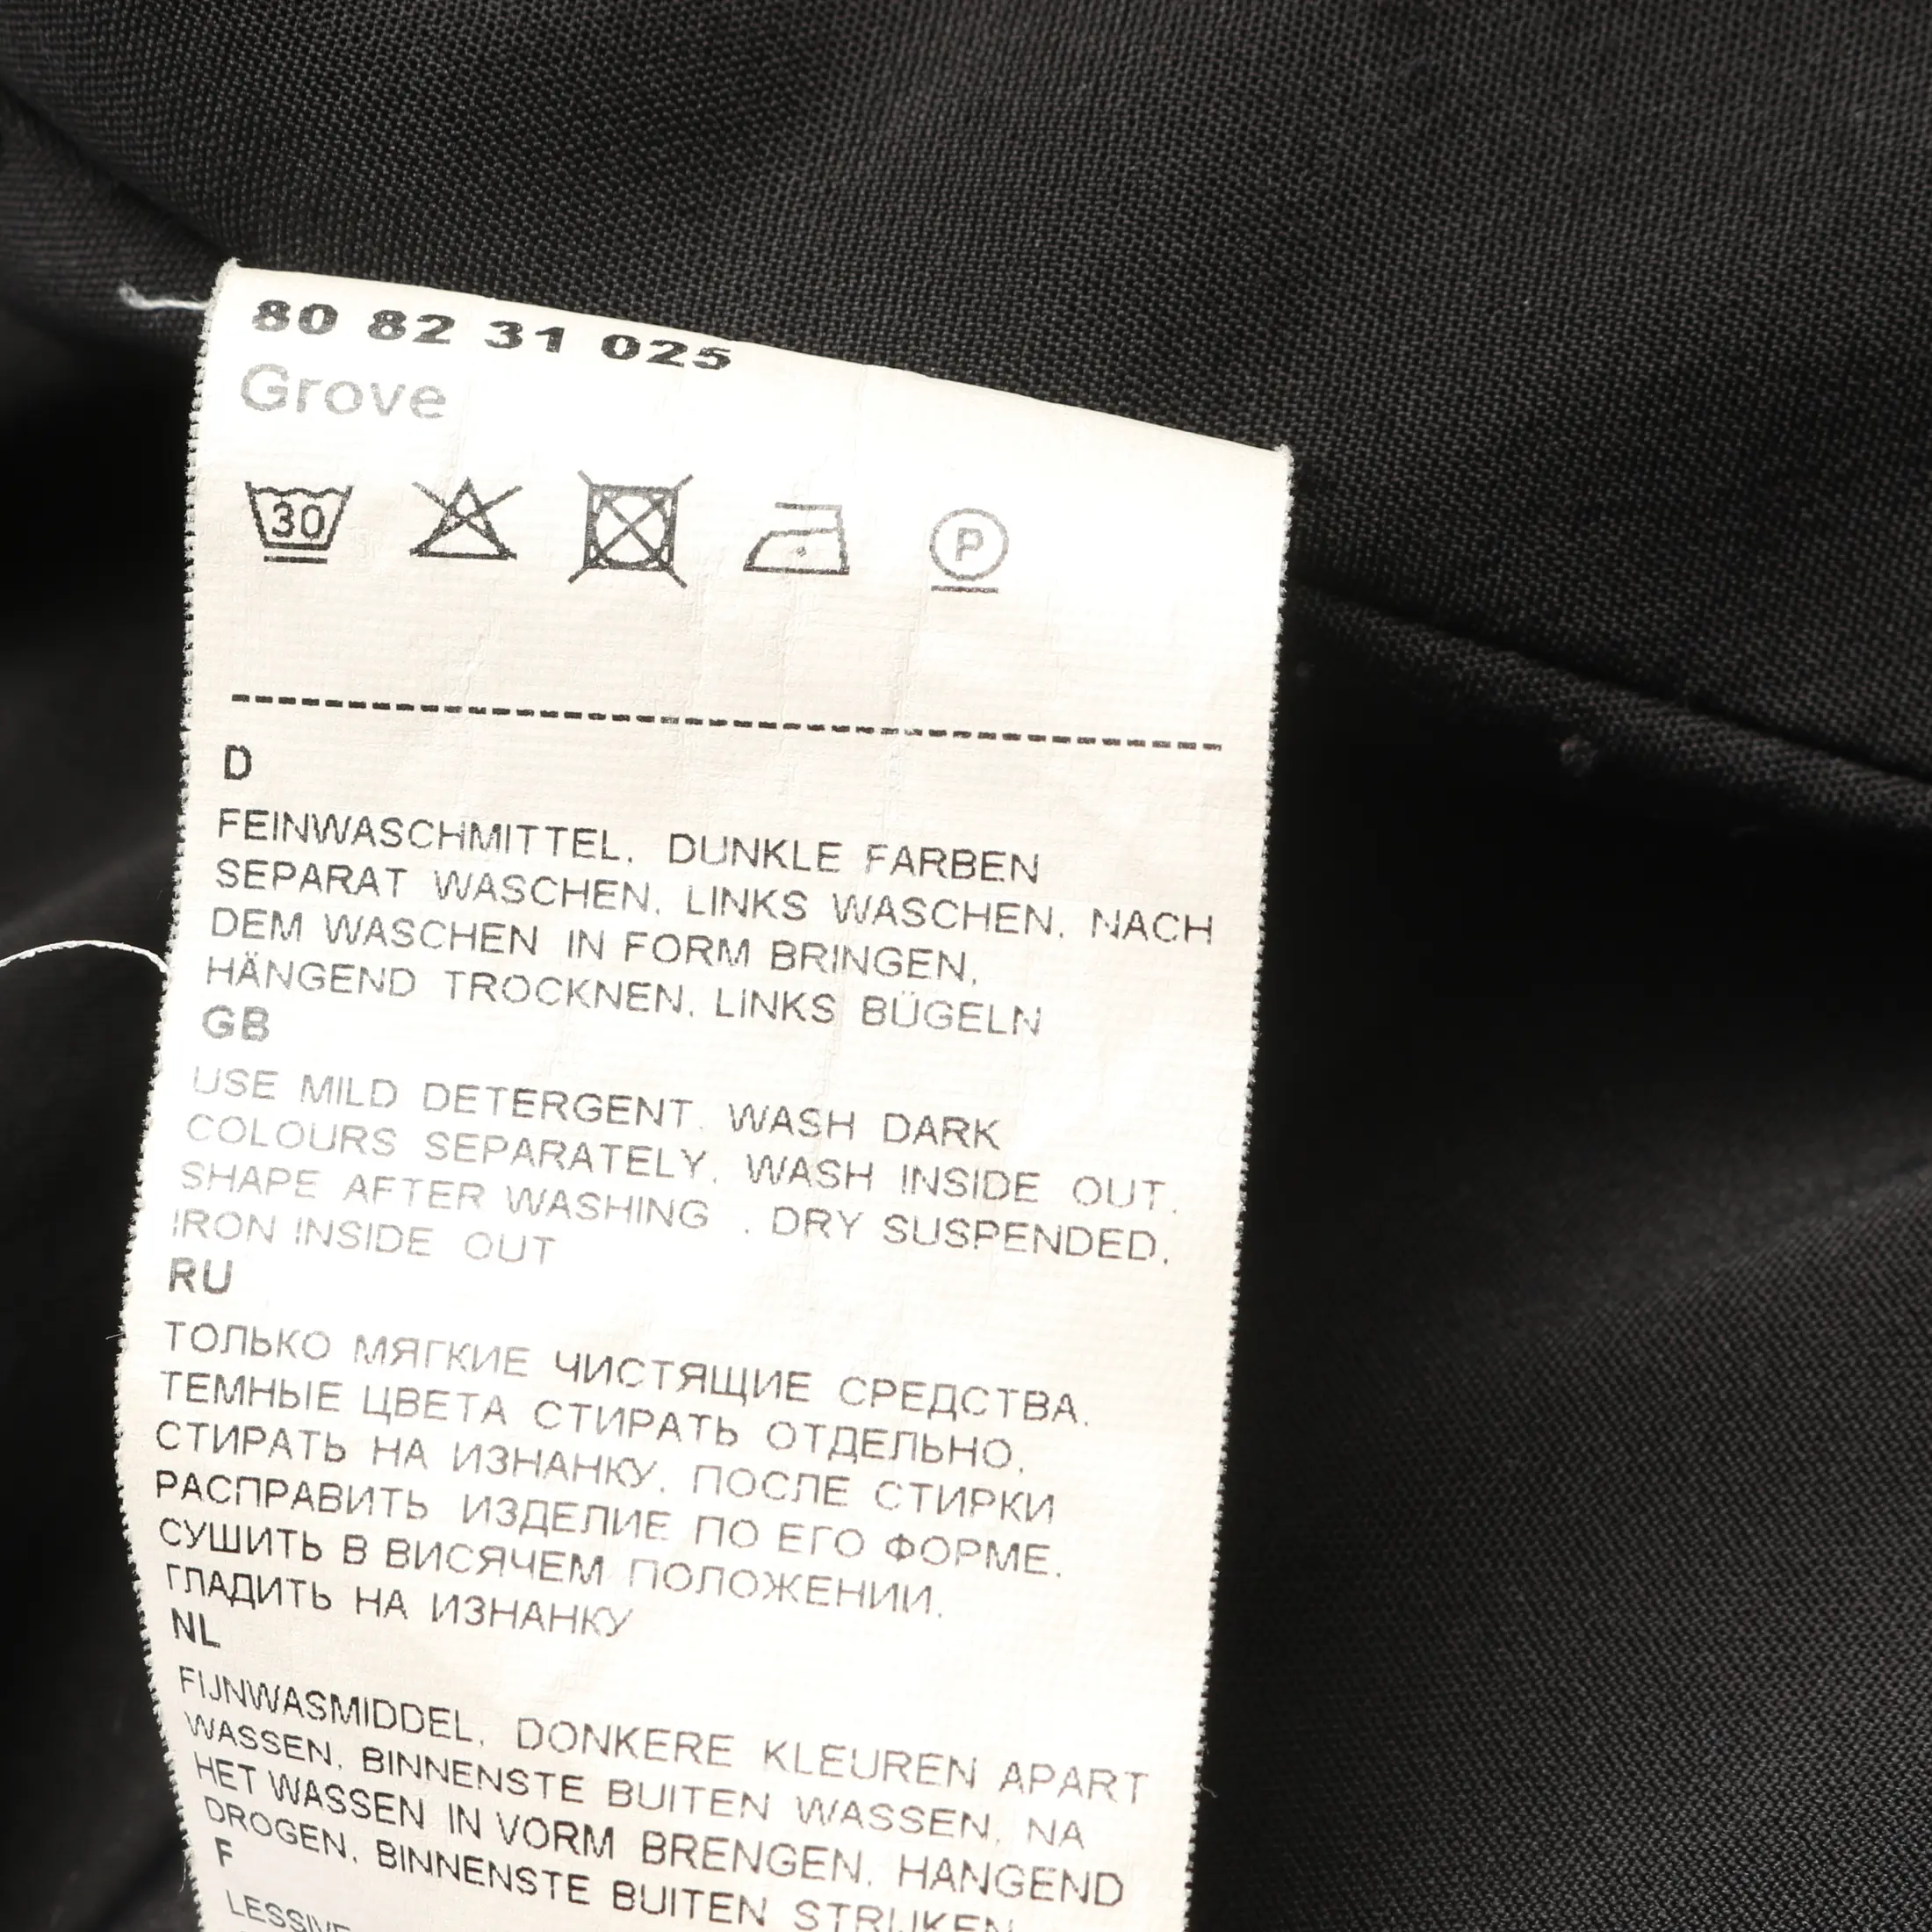 80 82 31 025
Grove
30
P
D
FEINWASCHMITTEL. DUNKLE FARBEN
SEPARAT WASCHEN. LINKS WASCHEN. NACH
DEM WASCHEN IN FORM BRINGEN.
HÄNGEND TROCKNEN. LINKS BÜGELN
GB
USE MILD DETERGENT. WASH DARK
COLOURS SEPARATELY. WASH INSIDE OUT.
SHAPE AFTER WASHING . DRY SUSPENDED.
IRON INSIDE OUT
RU
ТОЛЬКО МЯГКИЕ ЧИСТЯЩИЕ СРЕДСТВА.
ТЕМНЫЕ ЦВЕТА СТИРАТЬ ОТДЕЛЬНО.
СТИРАТЬ НА ИЗНАНКУ. ПОСЛЕ СТИРКИ
РАСПРАВИТЬ ИЗДЕЛИЕ ПО ЕГО ФОРМЕ.
СУШИТЬ В ВИСЯЧЕМ ПОЛОЖЕНИИ.
ГЛАДИТЬ НА ИЗНАНКУ
NL
FIJNWASMIDDEL. DONKERE KLEUREN APART
WASSEN. BINNENSTE BUITEN WASSEN. NA
HET WASSEN IN VORM BRENGEN. HANGEND
DROGEN. BINNENSTE BUITEN STRIJKEN
F
LESSIVE